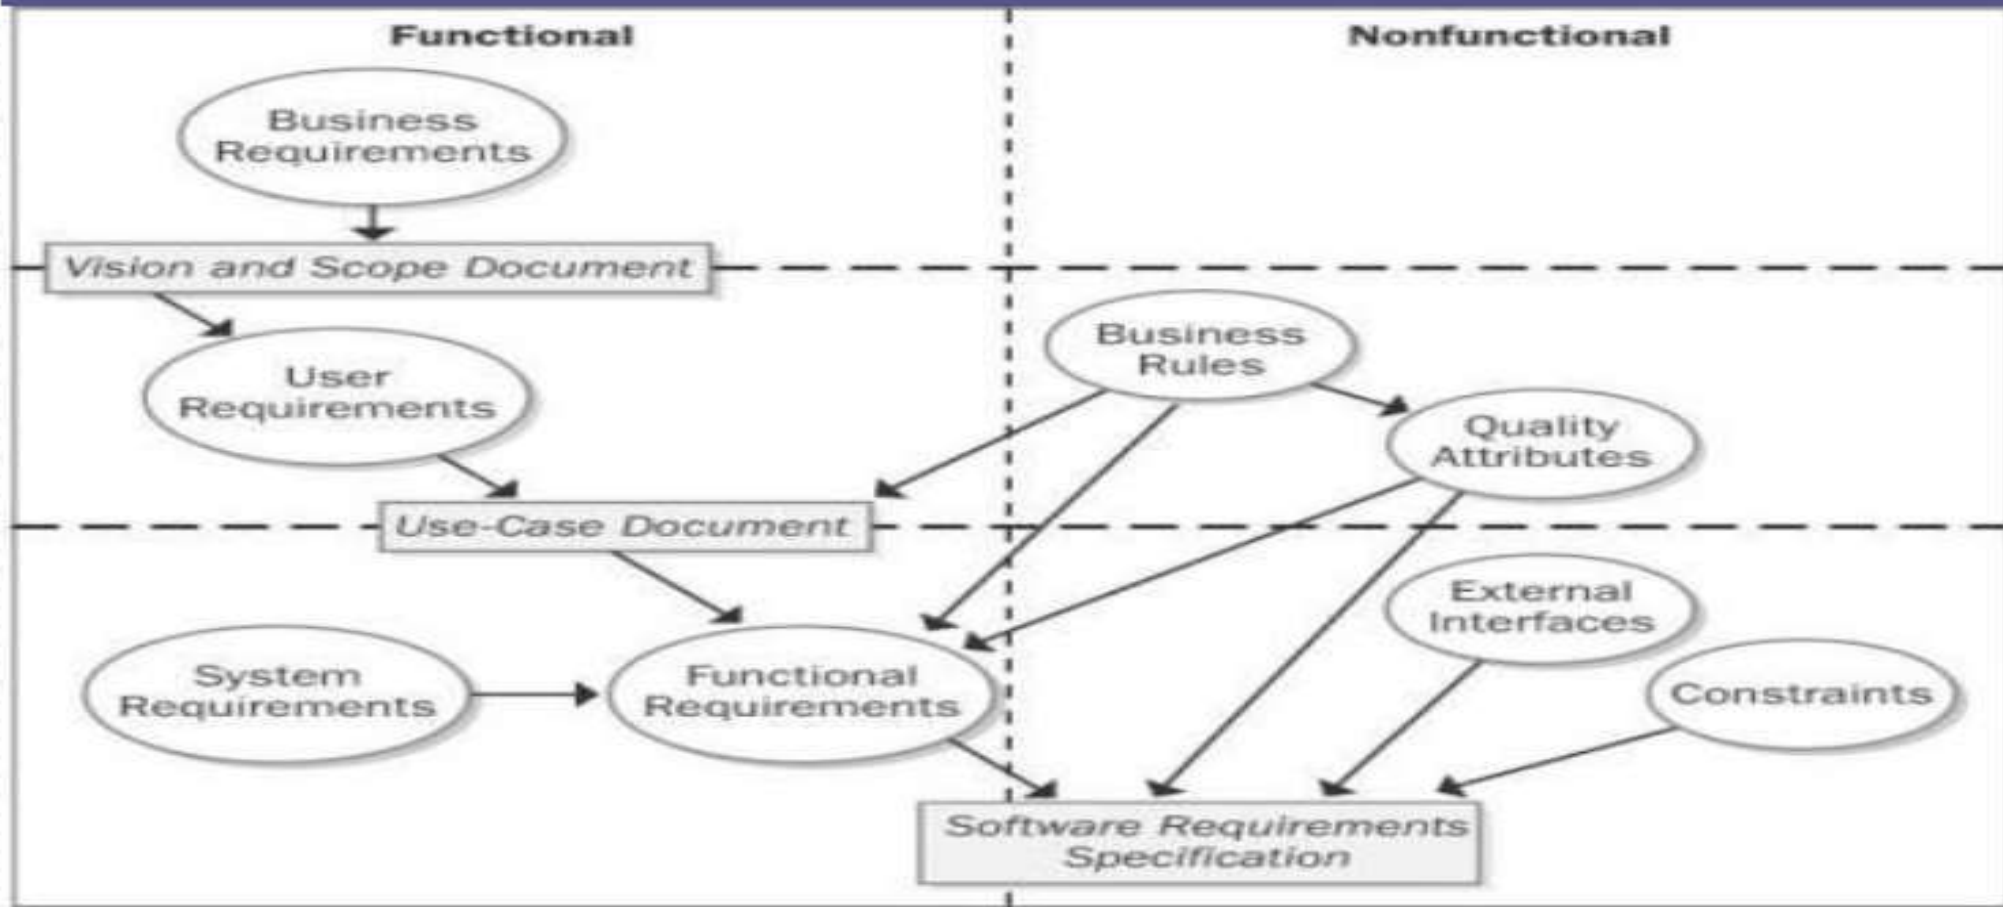 Functional
Nonfunctional
Business
Requirements
Vision and Scope Document
Business
Rules
User
Requirements
Quality
Attributes
Use-Case Document
External
Interfaces
System
Requirements
Functional
Requirements
Constraints
Software Requirements
Specification